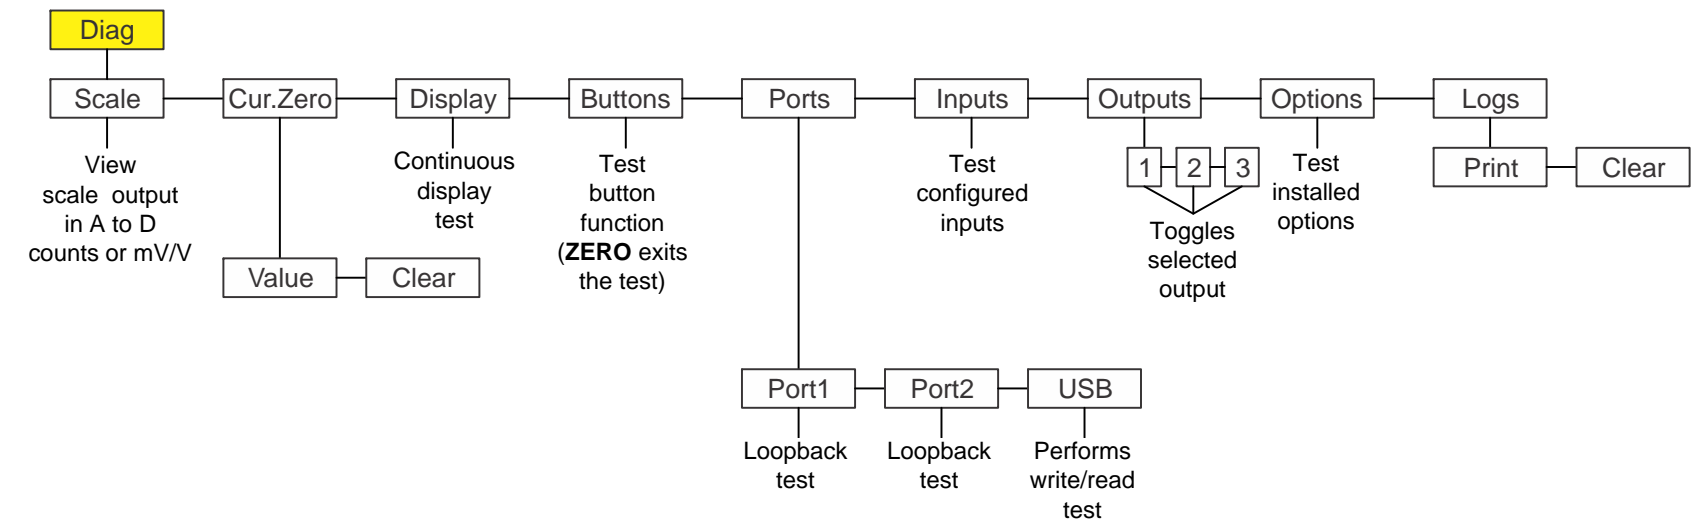 Diag
Scale
Cur.Zero
Display
Buttons
Ports
Inputs
Outputs
Options
Logs
View
scale output
in A to D
counts or mV/V
Continuous
display
test
Test
button
function
(ZERO exits
the test)
Test
configured
inputs
1
2
3
Toggles
selected
output
Test
installed
options
Print
Clear
Value
Clear
Port1
Port2
USB
Loopback
test
Loopback
test
Performs
write/read
test